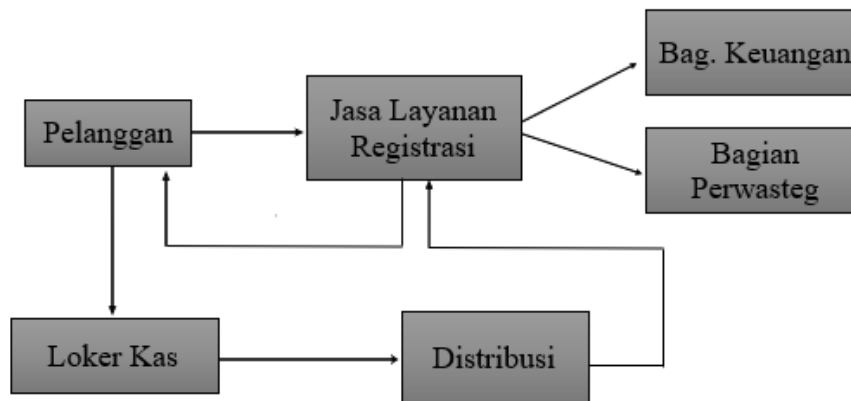 Bag. Keuangan
Jasa Layanan
Registrasi
Pelanggan
Bagian
Perwasteg
Loker Kas
Distribusi